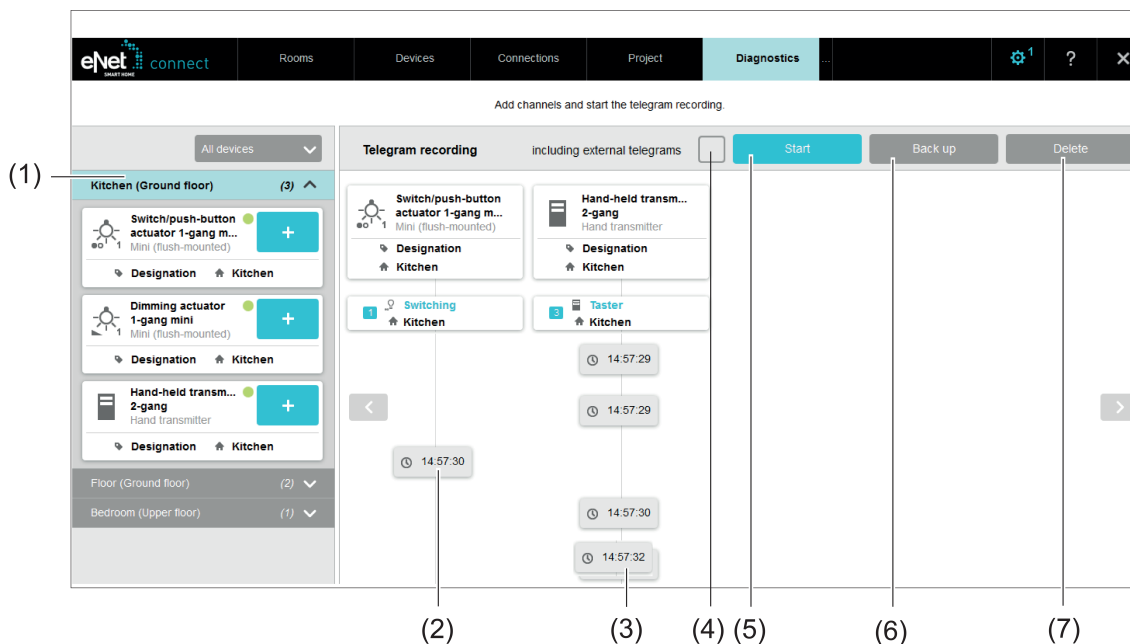 eNet connect
SMART HOME
Rooms
Devices
Connections
Project
Diagnostics
...
1
?
Add channels and start the telegram recording.
All devices
Telegram recording
including external telegrams
Start
Back up
Delete
(1)
Kitchen (Ground floor) (3)
Switch/push-button
actuator 1-gang m...
Mini (flush-mounted)
1
+
Designation Kitchen
Dimming actuator
1-gang mini
Mini (flush-mounted)
1
+
Designation Kitchen
Hand-held transm...
2-gang
Hand transmitter
+
Designation Kitchen
Floor (Ground floor) (2)
Bedroom (Upper floor) (1)
Switch/push-button
actuator 1-gang m...
Mini (flush-mounted)
1
Designation
Kitchen
Hand-held transm...
2-gang
Hand transmitter
Designation
Kitchen
1 Switching
Kitchen
3 Taster
Kitchen
14:57:29
14:57:29
14:57:30
14:57:30
14:57:32
(2)
(3)
(4)
(5)
(6)
(7)